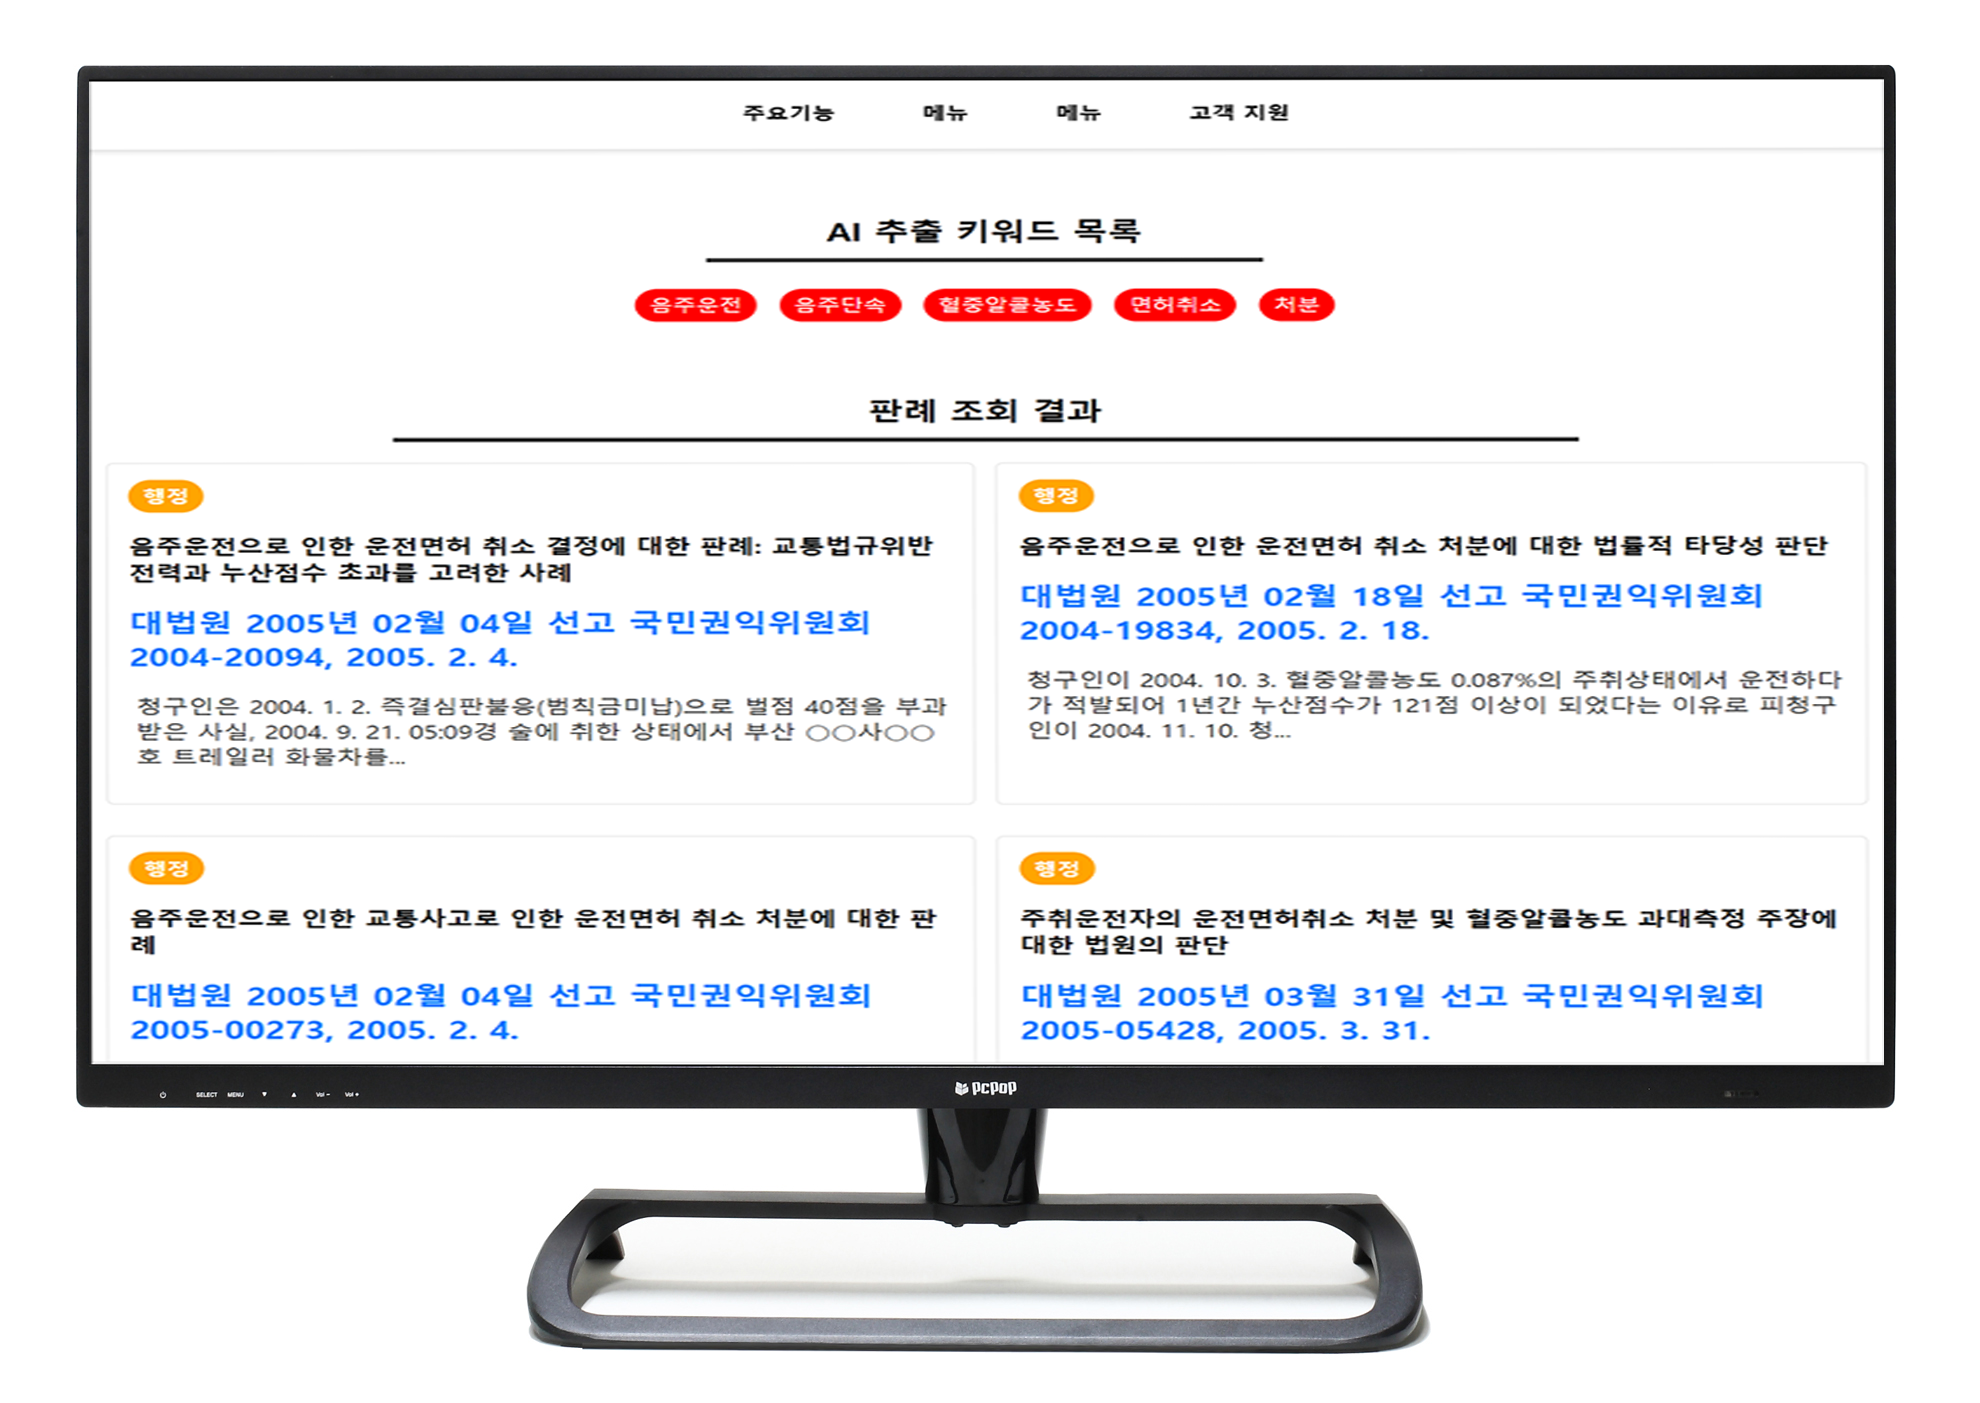 주요기능 메뉴 메뉴 고객 지원
AI 추출 키워드 목록
음주운전 음주단속 혈중알콜농도 면허취소 처분
판례 조회 결과
행정
음주운전으로 인한 운전면허 취소 결정에 대한 판례: 교통법규위반
전력과 누산점수 초과를 고려한 사례
대법원 2005년 02월 04일 선고 국민권익위원회
2004-20094, 2005. 2. 4.
청구인은 2004. 1. 2. 즉결심판불응(범칙금미납)으로 벌점 40점을 부과
받은 사실, 2004. 9. 21. 05:09경 술에 취한 상태에서 부산 ○○사○○
호 트레일러 화물차를...
행정
음주운전으로 인한 운전면허 취소 처분에 대한 법률적 타당성 판단
대법원 2005년 02월 18일 선고 국민권익위원회
2004-19834, 2005. 2. 18.
청구인이 2004. 10. 3. 혈중알콜농도 0.087%의 주취상태에서 운전하다
가 적발되어 1년간 누산점수가 121점 이상이 되었다는 이유로 피청구
인이 2004. 11. 10. 청...
행정
음주운전으로 인한 교통사고로 인한 운전면허 취소 처분에 대한 판
례
대법원 2005년 02월 04일 선고 국민권익위원회
2005-00273, 2005. 2. 4.
행정
주취운전자의 운전면허취소 처분 및 혈중알콜농도 과대측정 주장에
대한 법원의 판단
대법원 2005년 03월 31일 선고 국민권익위원회
2005-05428, 2005. 3. 31.
SELECT MENU ▼ ▲ Vol - Vol +
pcpop